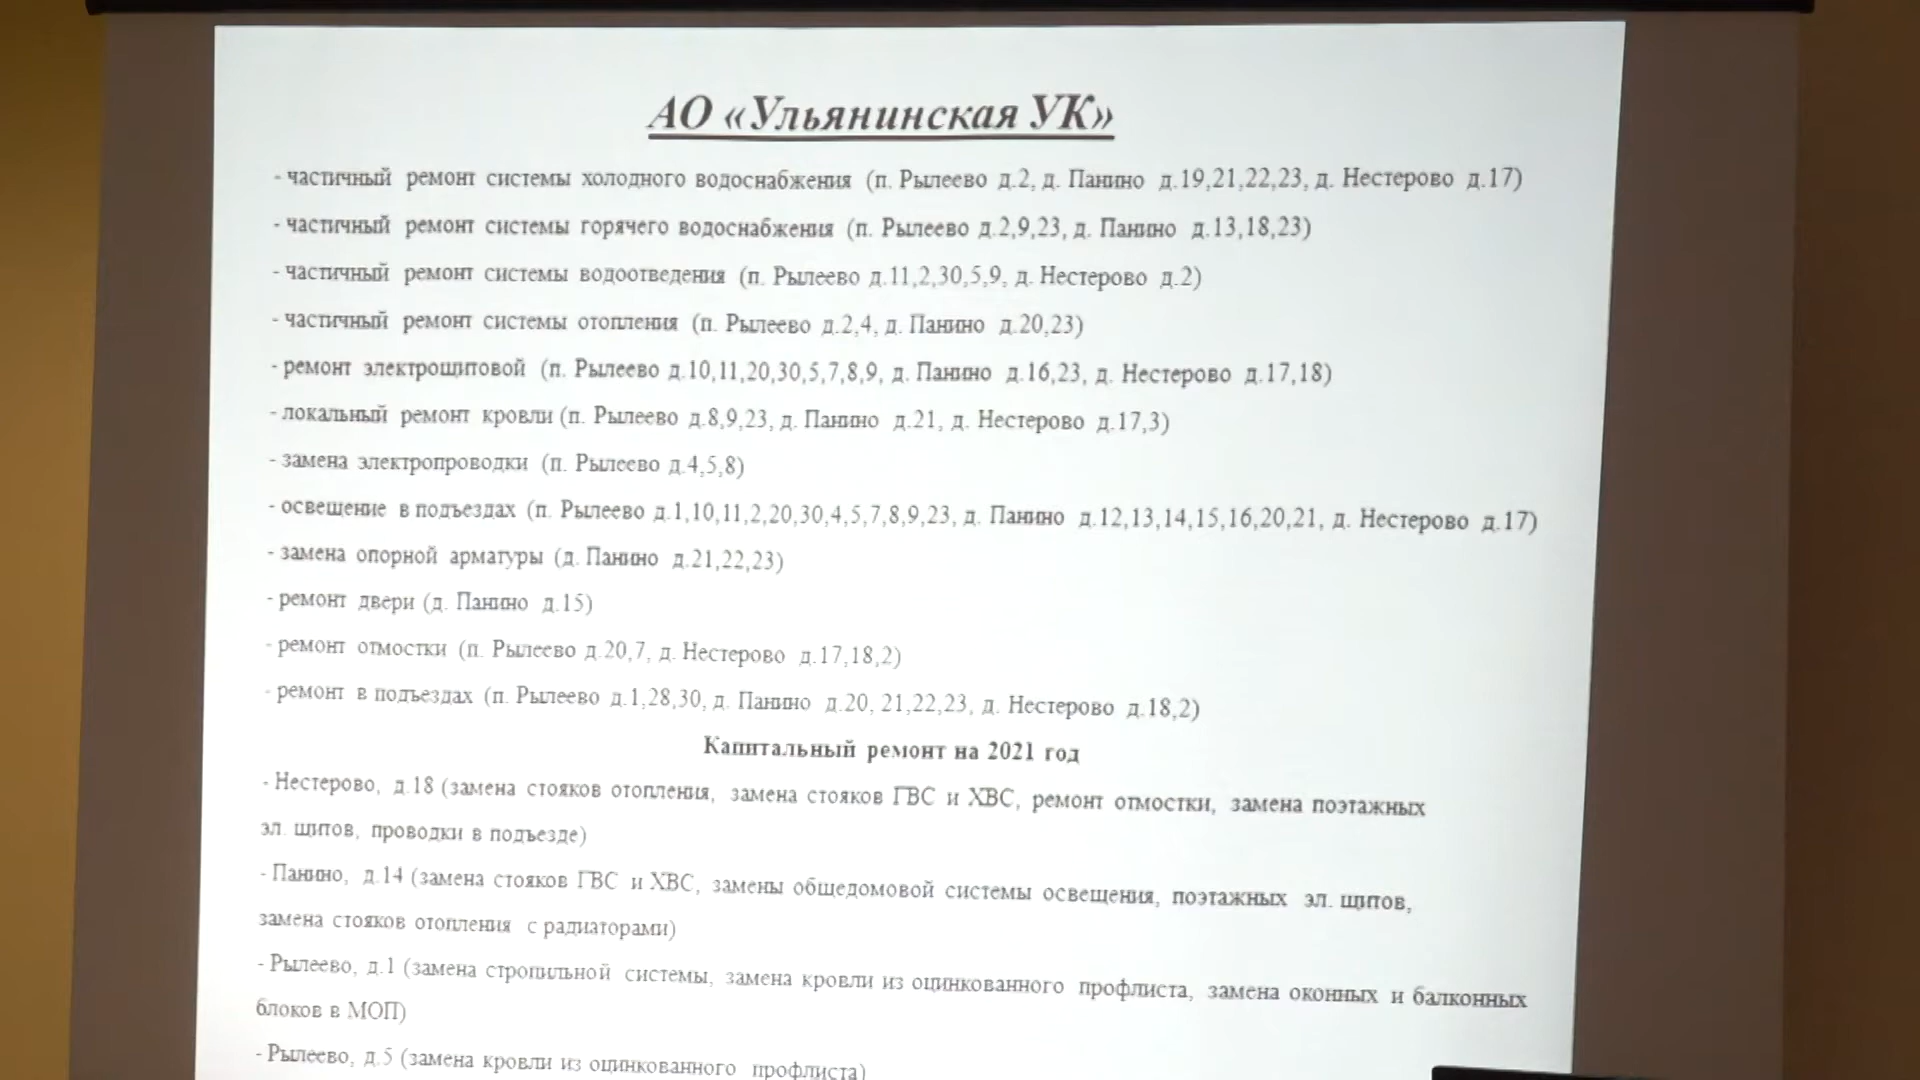 АО «Ульянинская УК»
- частичный ремонт системы холодного водоснабжения (п. Рылеево д.2, д. Панино д.19,21,22,23, д. Нестерово д.17)
- частичный ремонт системы горячего водоснабжения (п. Рылеево д.2,9,23, д. Панино д.13,18,23)
- частичный ремонт системы водоотведения (п. Рылеево д.11,2,30,5,9, д. Нестерово д.2)
- частичный ремонт системы отопления (п. Рылеево д.2,4, д. Панино д.20,23)
- ремонт электрощитовой (п. Рылеево д.10,11,20,30,5,7,8,9, д. Панино д.16,23, д. Нестерово д.17,18)
- локальный ремонт кровли (п. Рылеево д.8,9,23, д. Панино д.21, д. Нестерово д.17,3)
- замена электропроводки (п. Рылеево д.4,5,8)
- освещение в подъездах (п. Рылеево д.1,10,11,2,20,30,4,5,7,8,9,23, д. Панино д.12,13,14,15,16,20,21, д. Нестерово д.17)
- замена опорной арматуры (д. Панино д.21,22,23)
- ремонт двери (д. Панино д.15)
- ремонт отмостки (п. Рылеево д.20,7, д. Нестерово д.17,18,2)
- ремонт в подъездах (п. Рылеево д.1,28,30, д. Панино д.20, 21,22,23, д. Нестерово д.18,2)
Капитальный ремонт на 2021 год
- Нестерово, д.18 (замена стояков отопления, замена стояков ГВС и ХВС, ремонт отмостки, замена поэтажных
эл. щитов, проводки в подъезде)
- Панино, д.14 (замена стояков ГВС и ХВС, замены общедомовой системы освещения, поэтажных эл. щитов,
замена стояков отопления с радиаторами)
- Рылеево, д.1 (замена стропильной системы, замена кровли из оцинкованного профлиста, замена оконных и балконных
блоков в МОП)
- Рылеево, д.5 (замена кровли из оцинкованного профлиста)